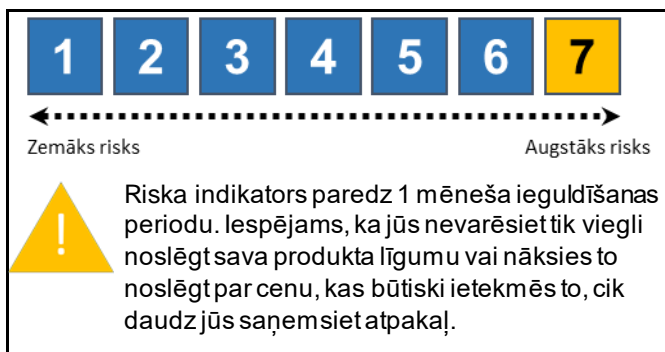 1 2 3 4 5 6 7
Zemāks risks Augstāks risks
! Riska indikators paredz 1 mēneša ieguldīšanas
periodu. Iespējams, ka jūs nevarēsiet tik viegli
noslēgt sava produkta līgumu vai nāksies to
noslēgt par cenu, kas būtiski ietekmēs to, cik
daudz jūs saņemsiet atpakaļ.